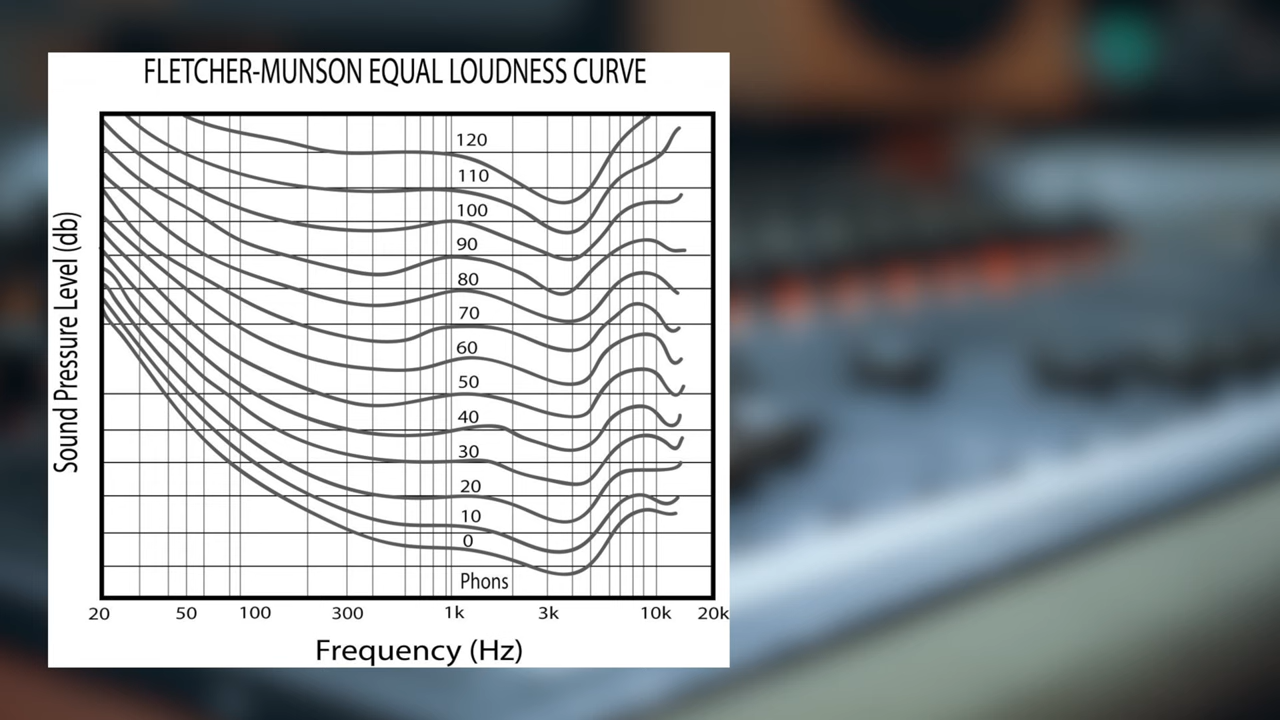 FLETCHER-MUNSON EQUAL LOUDNESS CURVE
Sound Pressure Level (db)
120
110
100
90
80
70
60
50
40
30
20
10
0
Phons
20 50 100 300 1k 3k 10k 20k
Frequency (Hz)